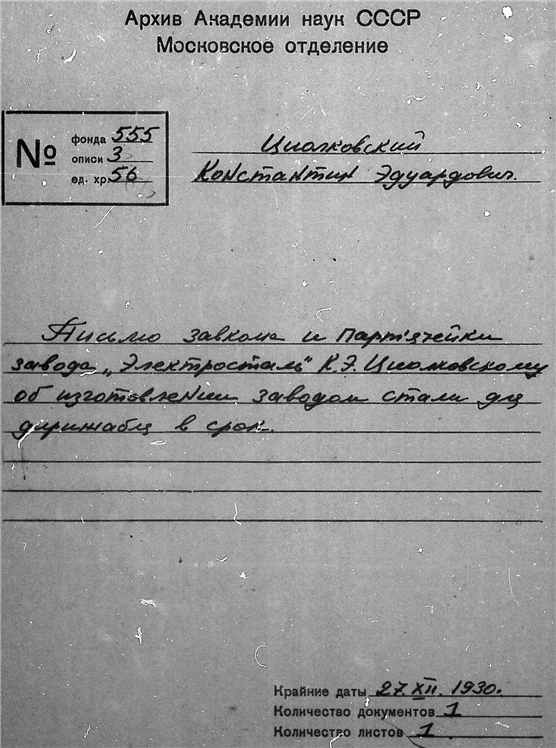 Архив Академии наук СССР
Московское отделение
№
фонда 555
описи 3
ед. хр. 56
Циолковский
Константин Эдуардович.
Письмо завкома и партъячейки
завода „Электросталь" К.Э. Циолковскому
об изготовлении заводом стали для
дирижабля в срок.
Крайние даты 27.XII.1930.
Количество документов 1
Количество листов 1